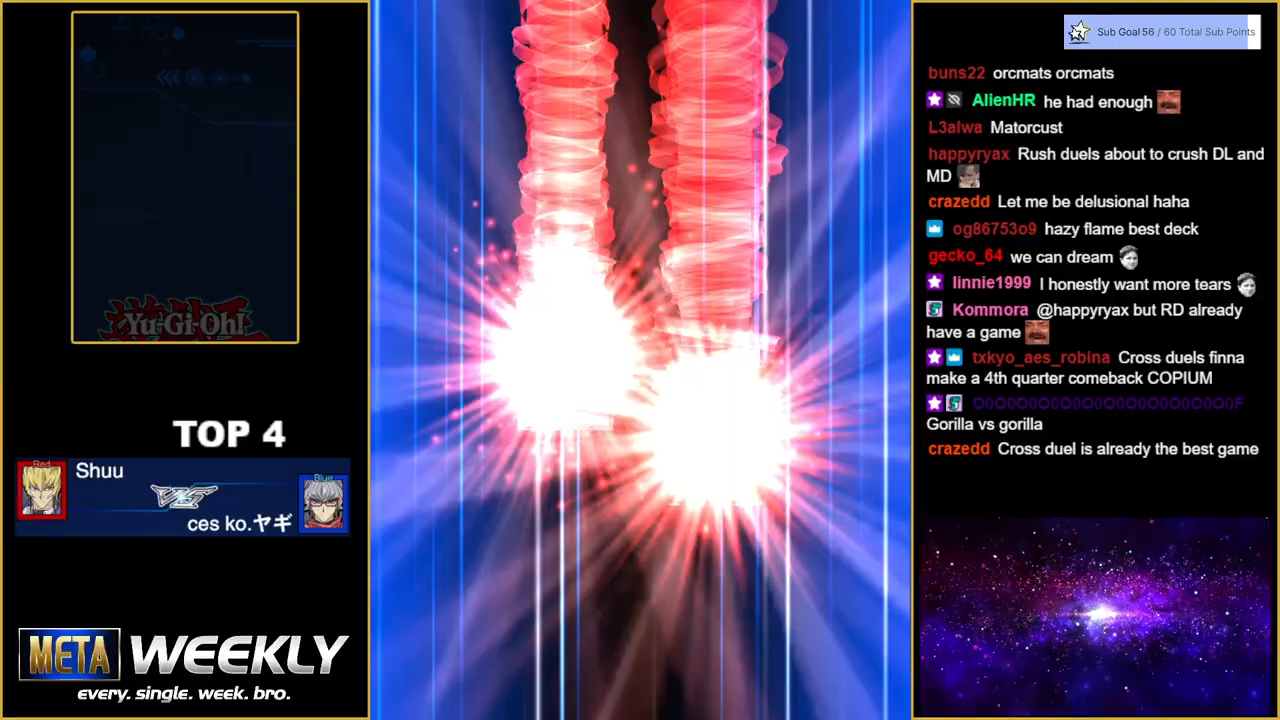 Yu-Gi-Oh!
TOP 4
Red
Shuu
VS
Blue
ces ko.ヤギ
META WEEKLY
every. single. week. bro.
Sub Goal 56 / 60 Total Sub Points
buns22 orcmats orcmats
AlienHR he had enough
L3alwa Matorcust
happyryax Rush duels about to crush DL and
MD
crazedd Let me be delusional haha
og86753o9 hazy flame best deck
gecko_64 we can dream
linnie1999 I honestly want more tears
Kommora @happyryax but RD already
have a game
txkyo_aes_robina Cross duels finna
make a 4th quarter comeback COPIUM
Gorilla vs gorilla
crazedd Cross duel is already the best game